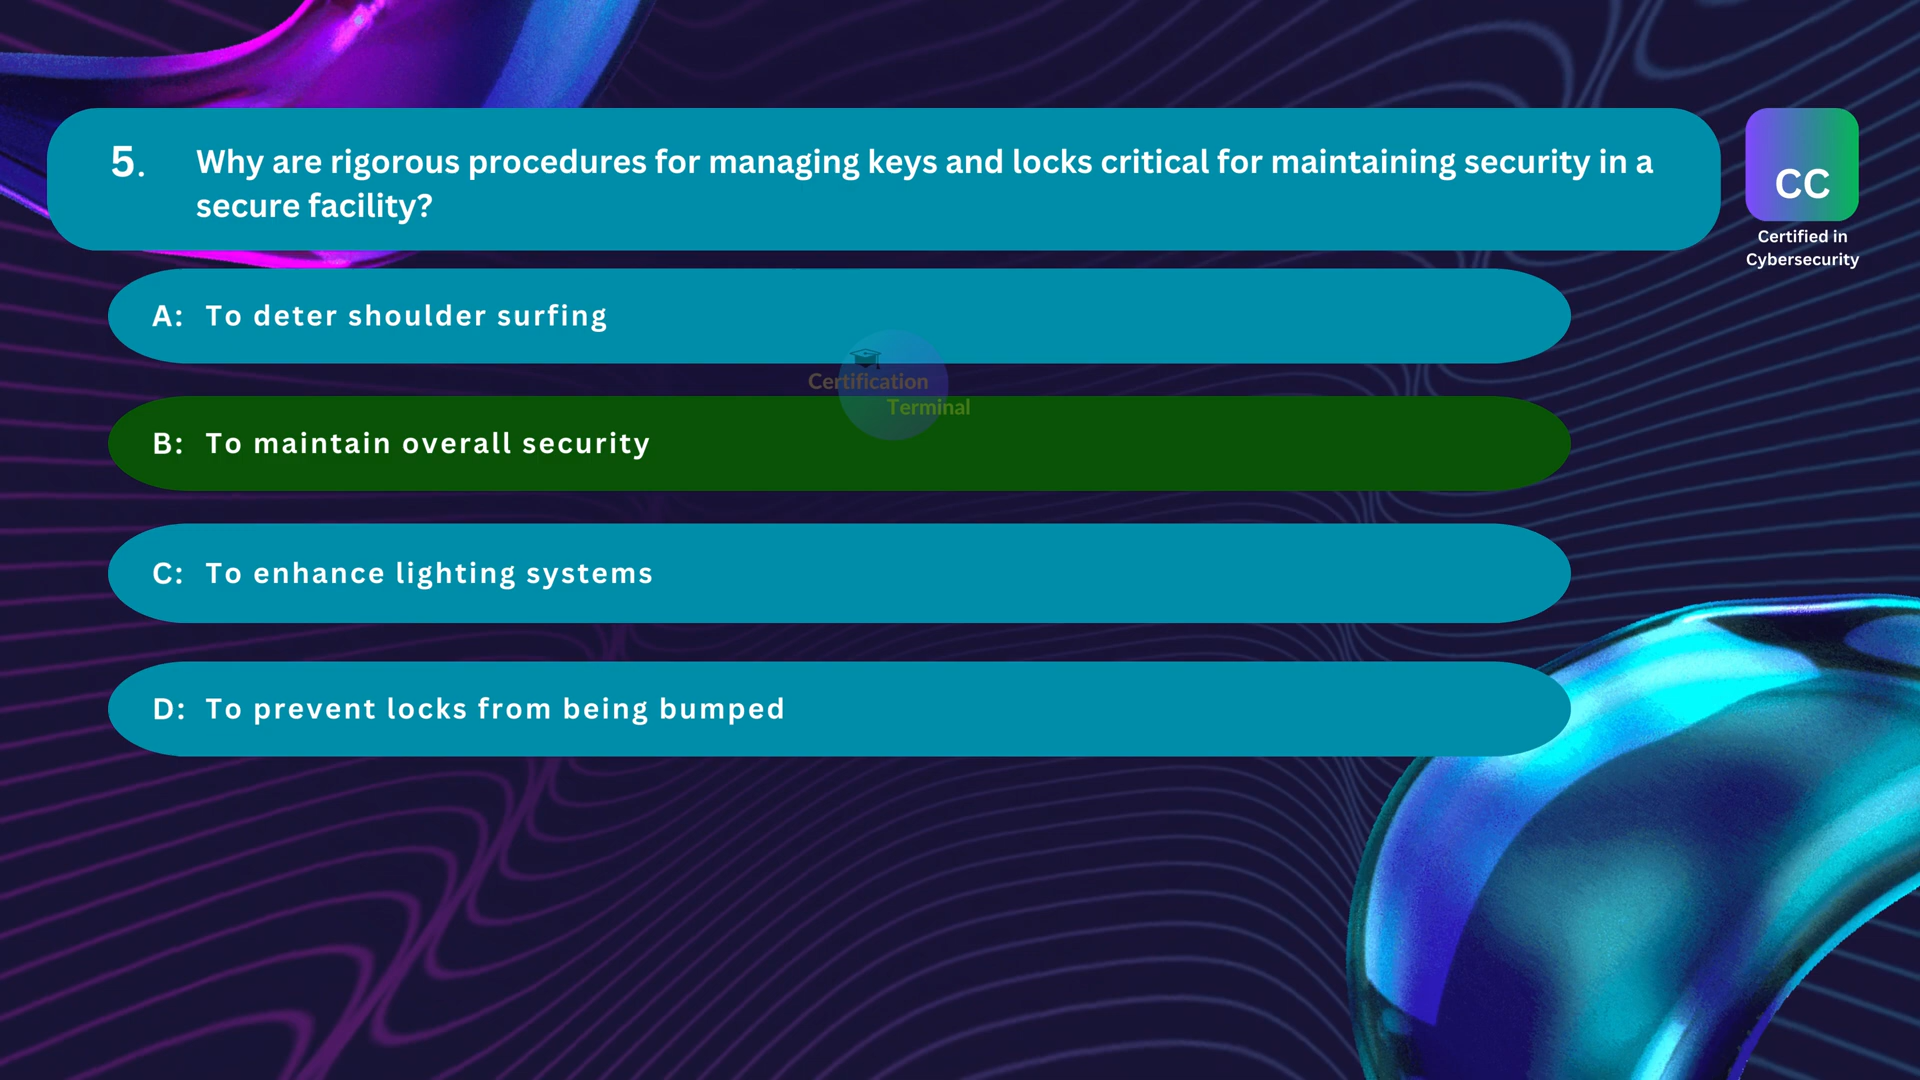 5. Why are rigorous procedures for managing keys and locks critical for maintaining security in a
secure facility?
CC
Certified in
Cybersecurity
A: To deter shoulder surfing
Certification
Terminal
B: To maintain overall security
C: To enhance lighting systems
D: To prevent locks from being bumped